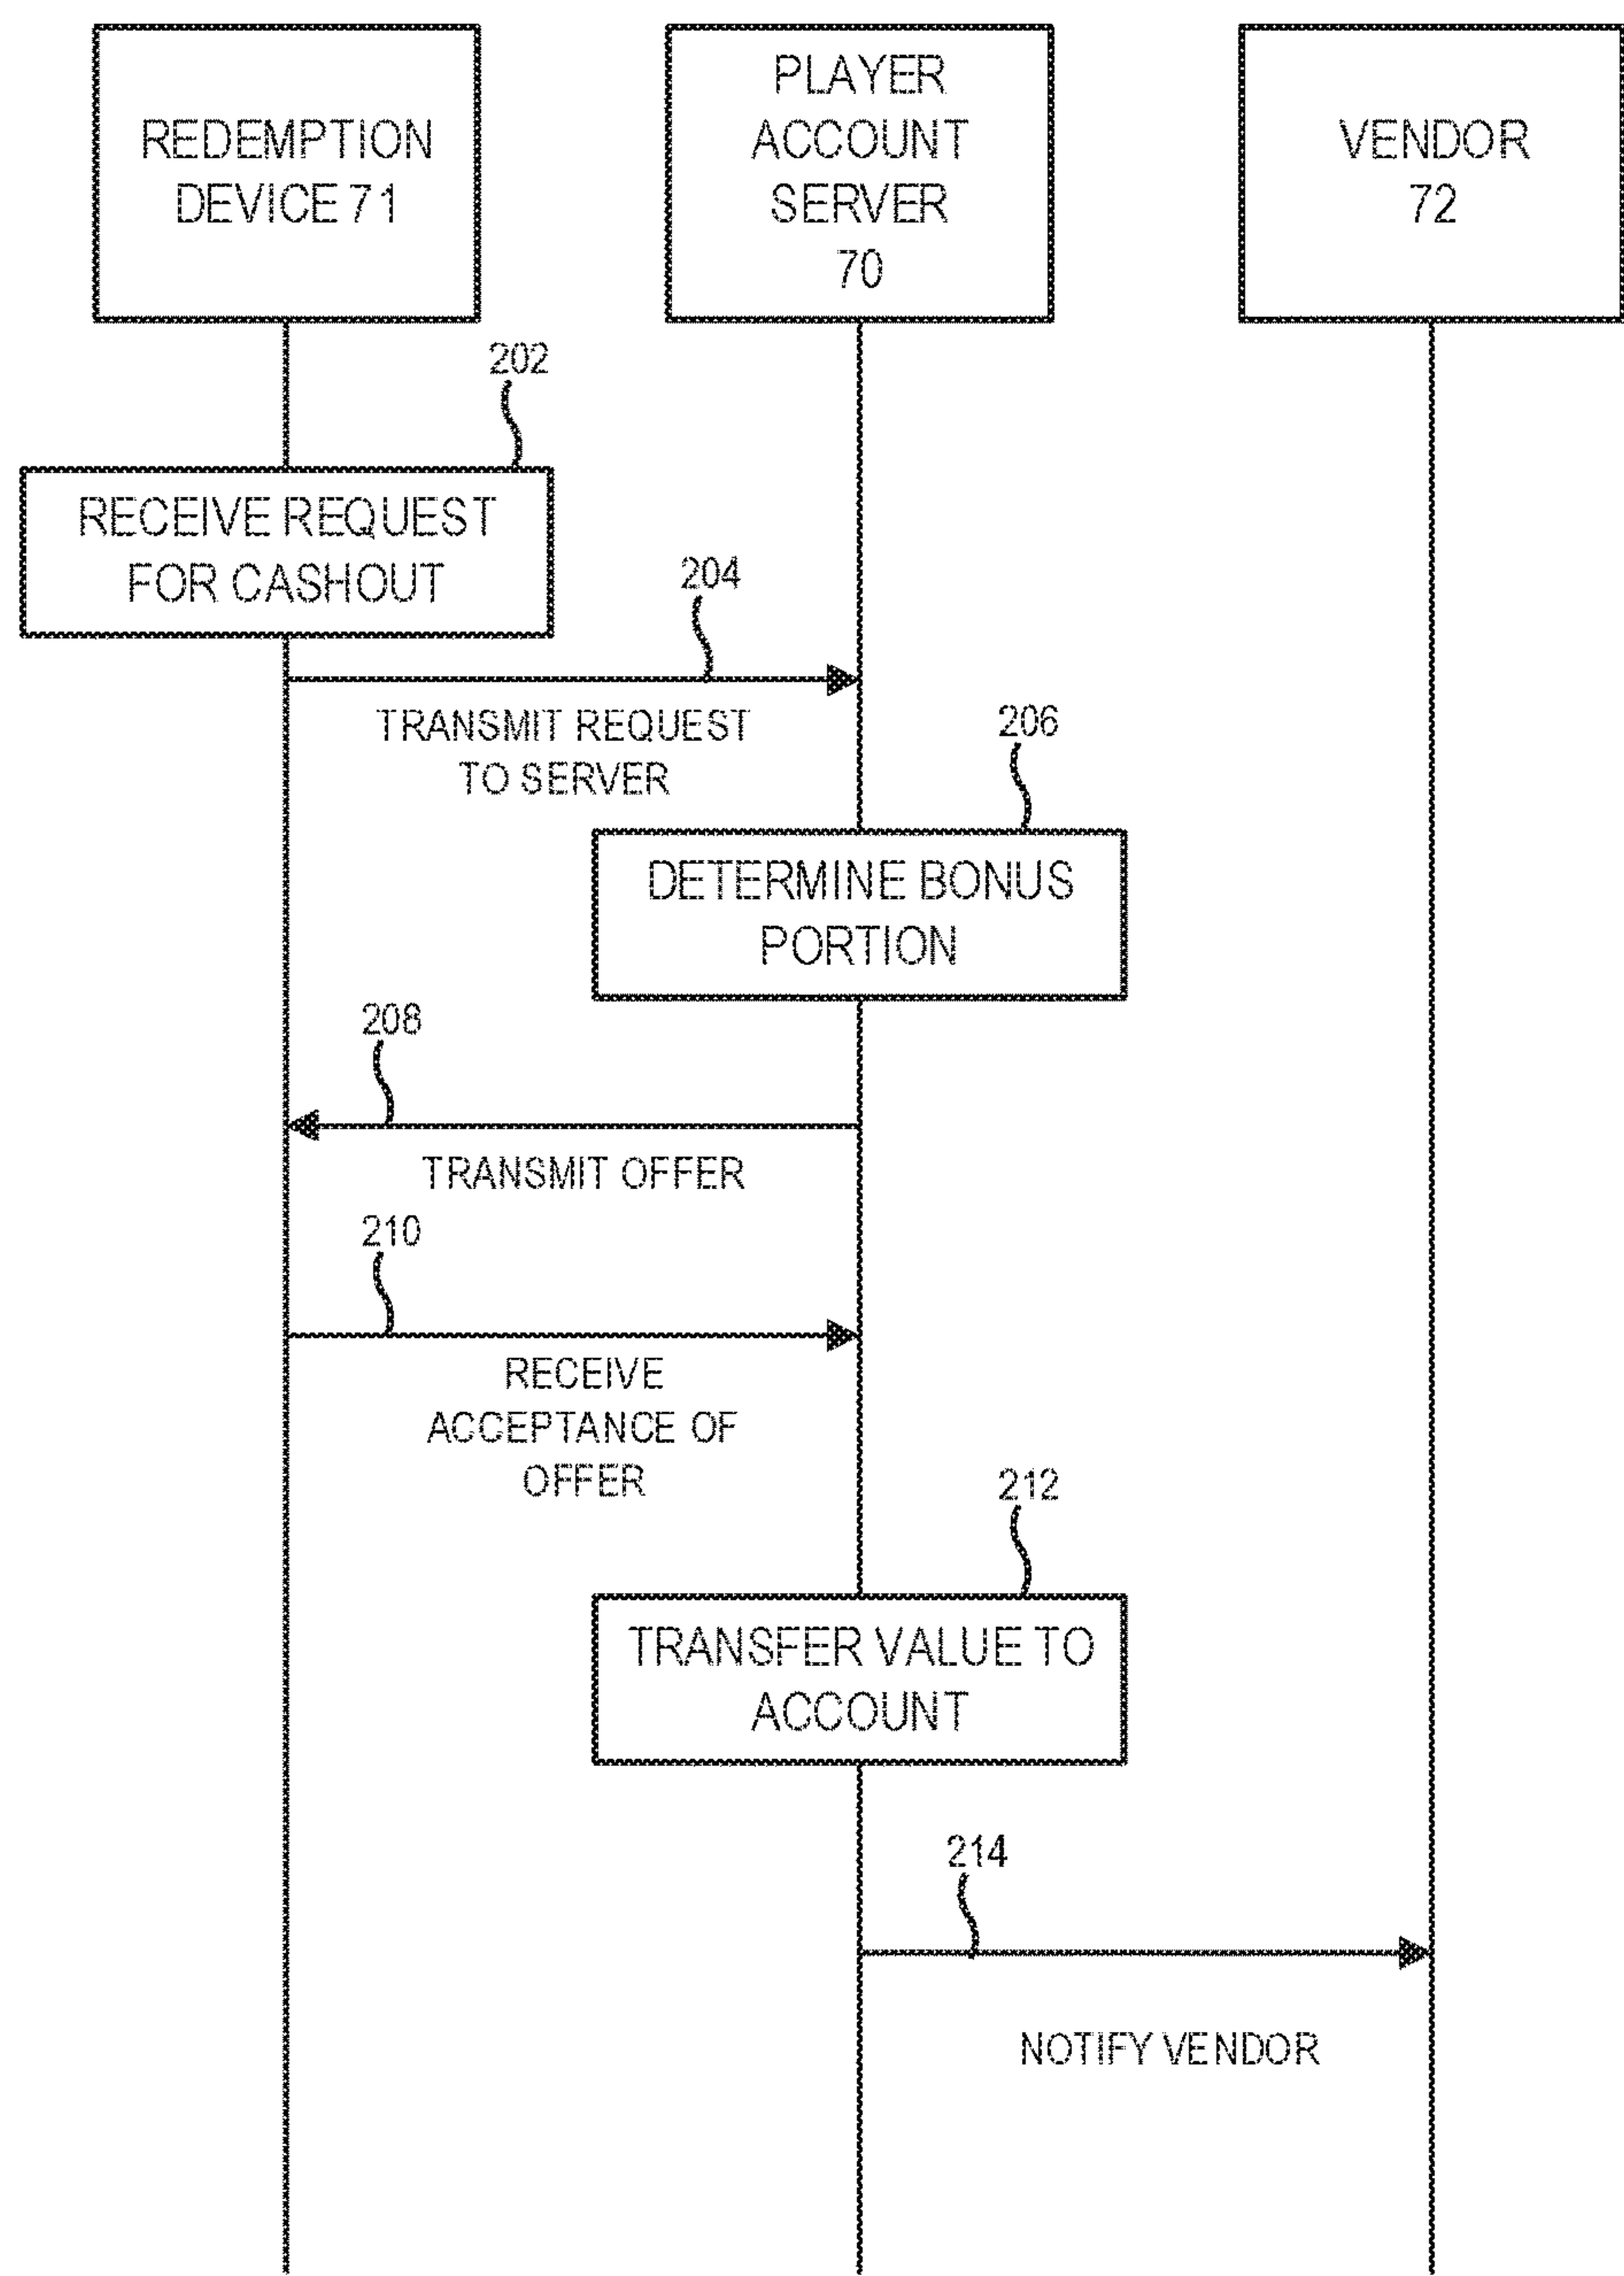 REDEMPTION
DEVICE 71
PLAYER
ACCOUNT
SERVER
70
VENDOR
72
202
RECEIVE REQUEST
FOR CASHOUT
204
TRANSMIT REQUEST
TO SERVER
206
DETERMINE BONUS
PORTION
208
TRANSMIT OFFER
210
RECEIVE
ACCEPTANCE OF
OFFER
212
TRANSFER VALUE TO
ACCOUNT
214
NOTIFY VENDOR